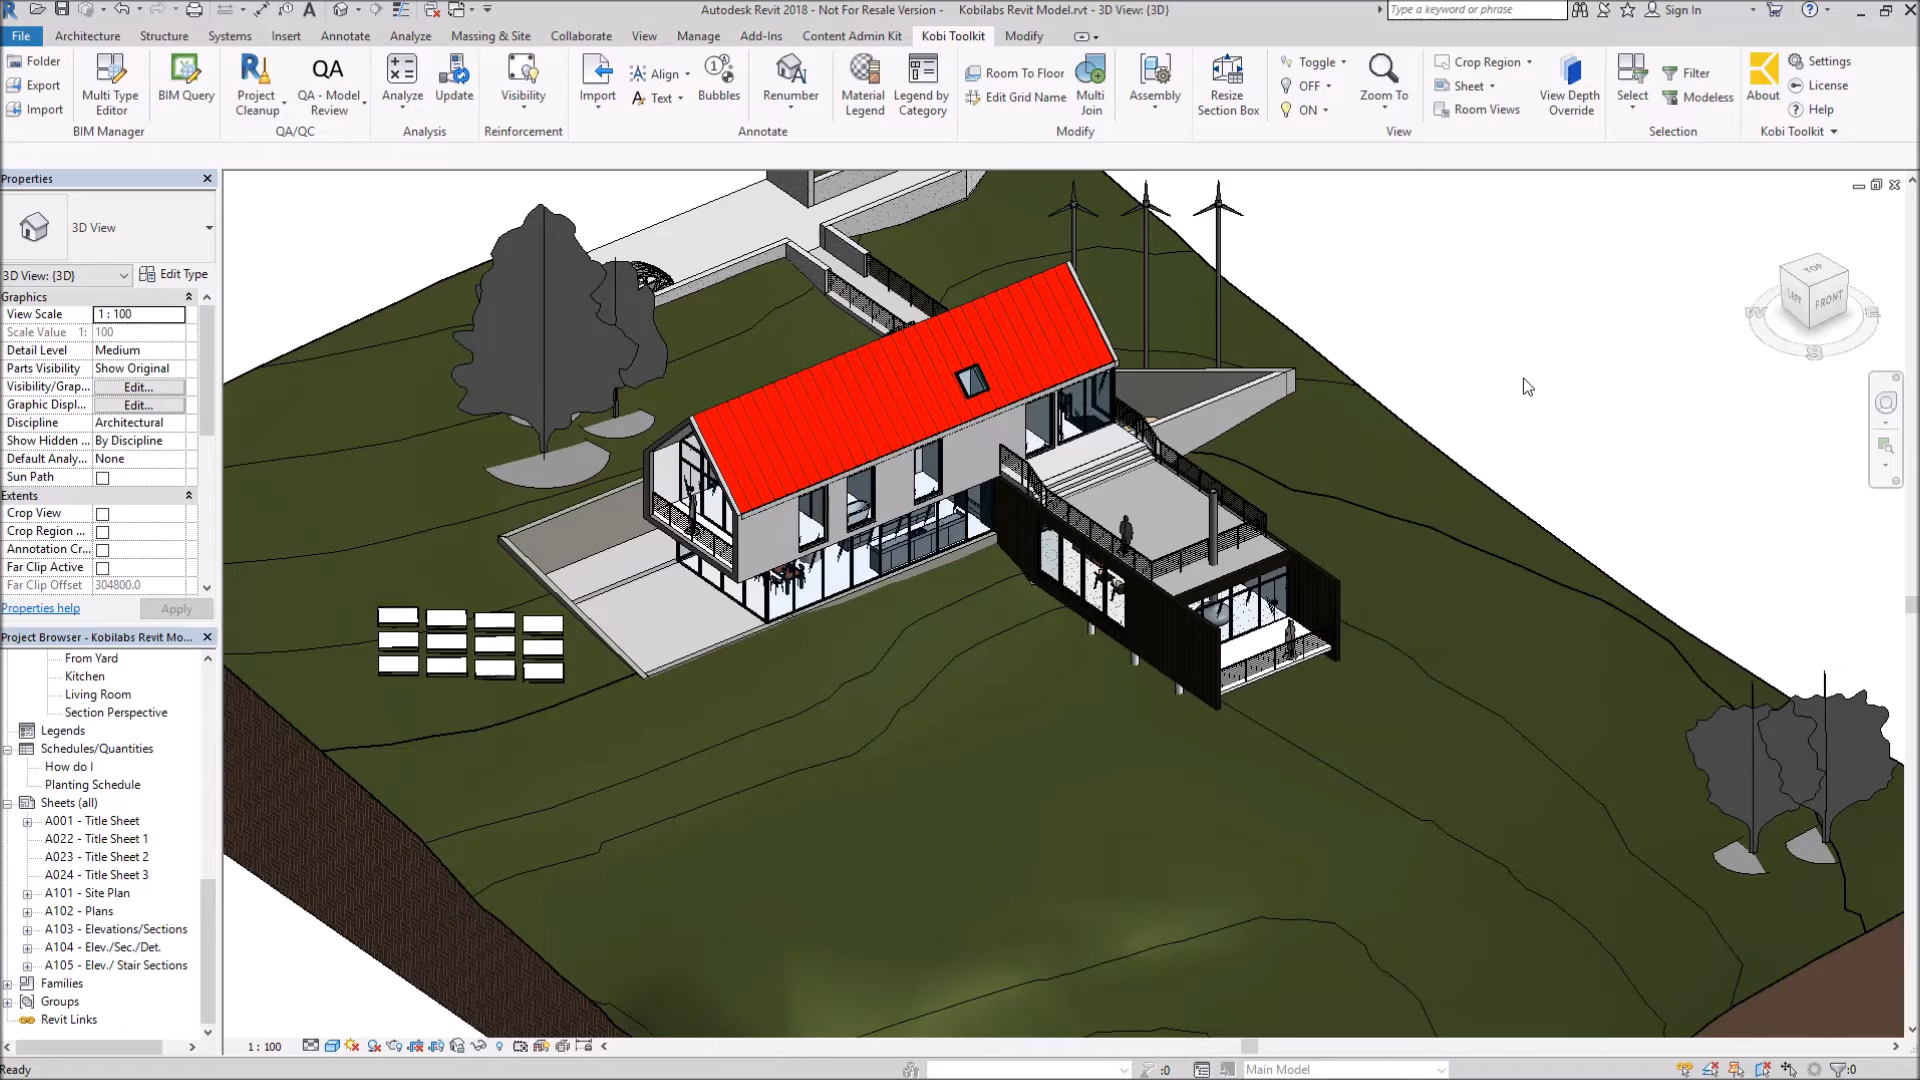 Autodesk Revit 2018 - Not For Resale Version - Kobilabs Revit Model.rvt - 3D View: {3D}
Type a keyword or phrase
Sign In
File Architecture Structure Systems Insert Annotate Analyze Massing & Site Collaborate View Manage Add-Ins Content Admin Kit Kobi Toolkit Modify
Folder
Export
Import
Multi Type Editor
BIM Query
BIM Manager
Project Cleanup
QA
QA - Model Review
QA/QC
Analyze
Update
Analysis
Visibility
Reinforcement
Import
Align
Text
Bubbles
Renumber
Material Legend
Legend by Category
Annotate
Room To Floor
Edit Grid Name
Multi Join
Modify
Assembly
Resize Section Box
Toggle
OFF
ON
Zoom To
Crop Region
Sheet
Room Views
View Depth Override
View
Select
Filter
Modeless
Selection
About
Settings
License
Help
Kobi Toolkit
Properties
3D View
3D View: {3D}
Edit Type
Graphics
View Scale 1 : 100
Scale Value 1: 100
Detail Level Medium
Parts Visibility Show Original
Visibility/Grap... Edit...
Graphic Displ... Edit...
Discipline Architectural
Show Hidden ... By Discipline
Default Analy... None
Sun Path
Extents
Crop View
Crop Region ...
Annotation Cr...
Far Clip Active
Far Clip Offset 304800.0
Properties help
Apply
Project Browser - Kobilabs Revit Mo...
From Yard
Kitchen
Living Room
Section Perspective
Legends
Schedules/Quantities
How do I
Planting Schedule
Sheets (all)
A001 - Title Sheet
A022 - Title Sheet 1
A023 - Title Sheet 2
A024 - Title Sheet 3
A101 - Site Plan
A102 - Plans
A103 - Elevations/Sections
A104 - Elev./Sec./Det.
A105 - Elev./ Stair Sections
Families
Groups
Revit Links
TOP
LEFT
FRONT
W
E
S
1 : 100
Ready
:0
Main Model
:0